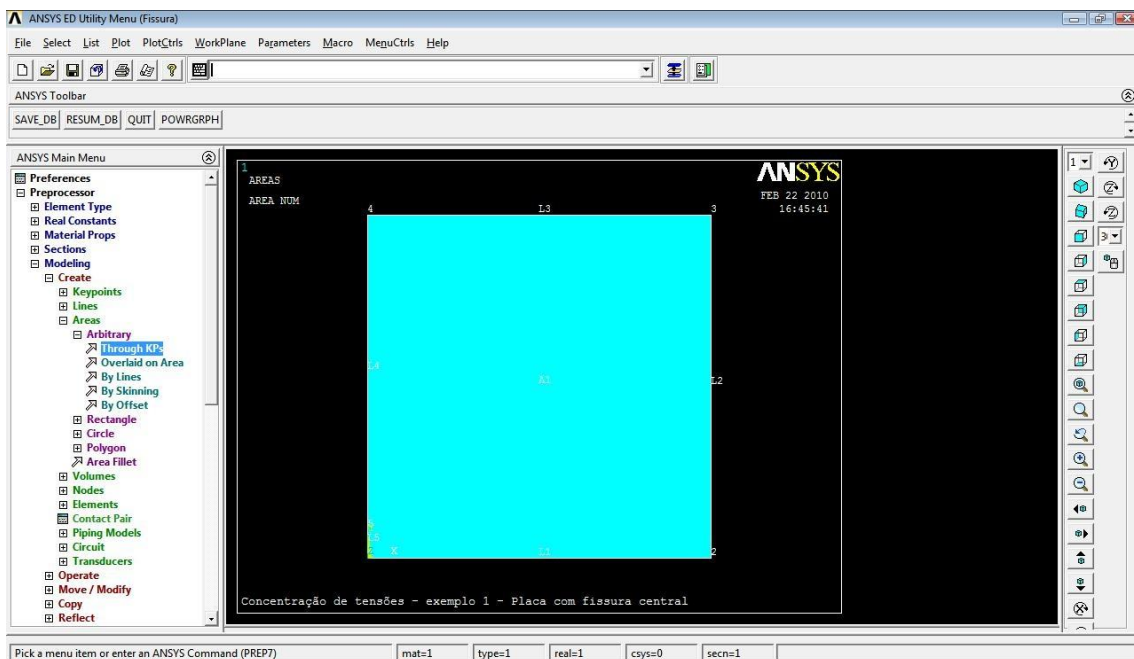 ANSYS ED Utility Menu (Fissura)
File Select List Plot PlotCtrls WorkPlane Parameters Macro MenuCtrls Help
ANSYS Toolbar
SAVE_DB RESUM_DB QUIT POWRGRPH
ANSYS Main Menu
Preferences
Preprocessor
Element Type
Real Constants
Material Props
Sections
Modeling
Create
Keypoints
Lines
Areas
Arbitrary
Through KPs
Overlaid on Area
By Lines
By Skinning
By Offset
Rectangle
Circle
Polygon
Area Fillet
Volumes
Nodes
Elements
Contact Pair
Piping Models
Circuit
Transducers
Operate
Move / Modify
Copy
Reflect
1
AREAS
AREA NUM
ANSYS
FEB 22 2010
16:45:41
4 L3 3
L4
A1 L2
L5
X L1 2
Concentração de tensões - exemplo 1 - Placa com fissura central
1
Pick a menu item or enter an ANSYS Command (PREP7) mat=1 type=1 real=1 csys=0 secn=1